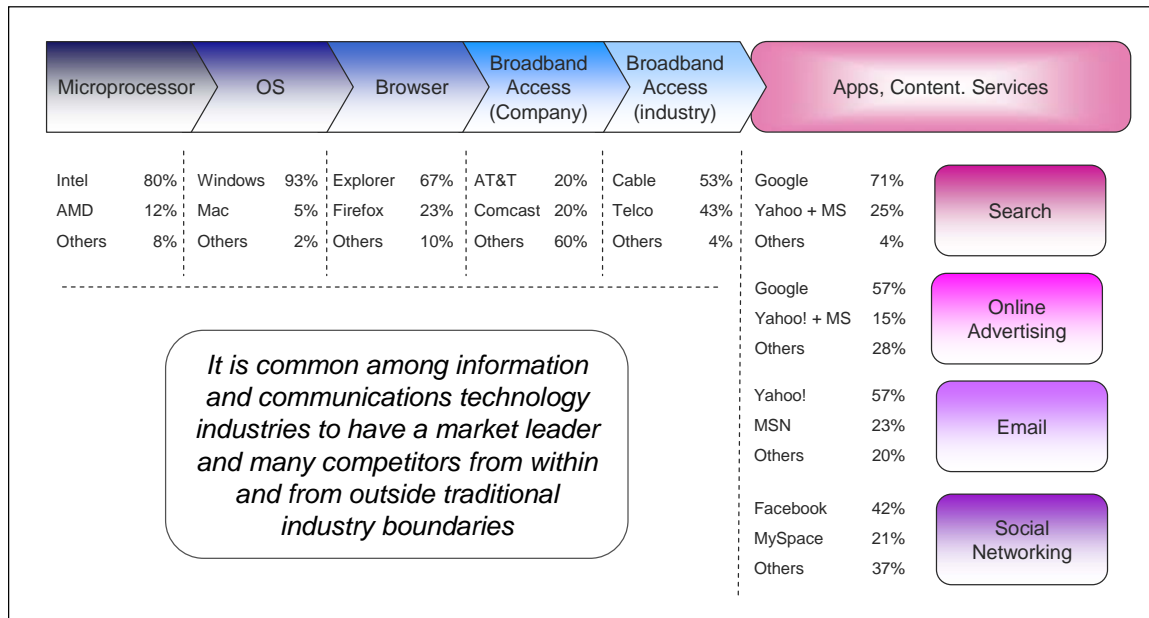 Microprocessor
OS
Browser
Broadband
Access
(Company)
Broadband
Access
(industry)
Apps, Content. Services
Intel 80%
AMD 12%
Others 8%
Windows 93%
Mac 5%
Others 2%
Explorer 67%
Firefox 23%
Others 10%
AT&T 20%
Comcast 20%
Others 60%
Cable 53%
Telco 43%
Others 4%
Google 71%
Yahoo + MS 25%
Others 4%
Search
Google 57%
Yahoo! + MS 15%
Others 28%
Online
Advertising
Yahoo! 57%
MSN 23%
Others 20%
Email
Facebook 42%
MySpace 21%
Others 37%
Social
Networking
It is common among information
and communications technology
industries to have a market leader
and many competitors from within
and from outside traditional
industry boundaries